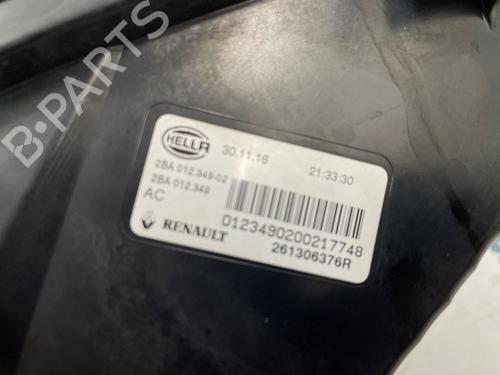 B-PARTS
HELLA 30.11.16 21:33:30
2BA 012.349-02
2BA 012.349
AC
0123490200217748
RENAULT 261306376R